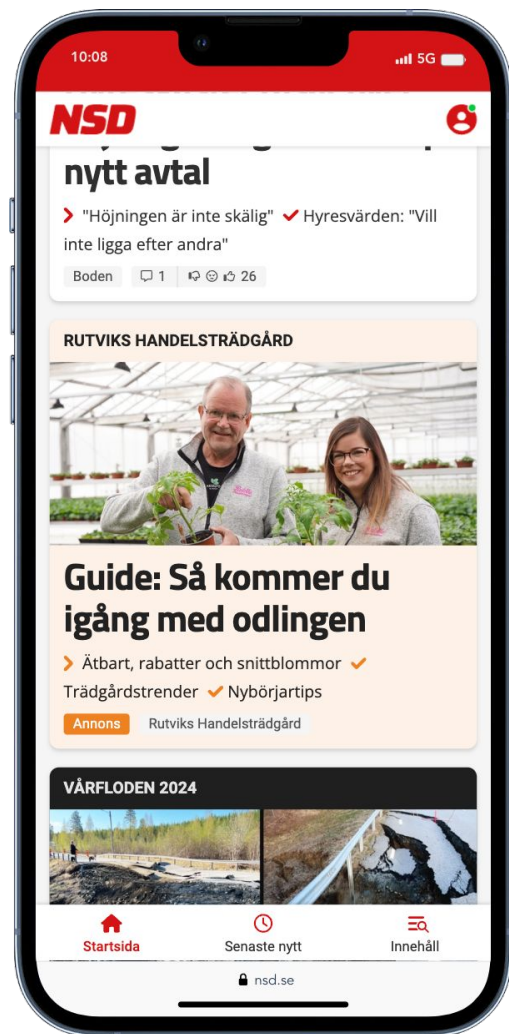 10:08
5G
NSD
nytt avtal
"Höjningen är inte skälig" Hyresvärden: "Vill
inte ligga efter andra"
Boden 1 26
RUTVIKS HANDELSTRÄDGÅRD
Guide: Så kommer du
igång med odlingen
Ätbart, rabatter och snittblommor
Trädgårdstrender Nybörjartips
Annons Rutviks Handelsträdgård
VÅRFLODEN 2024
Startsida Senaste nytt Innehåll
nsd.se